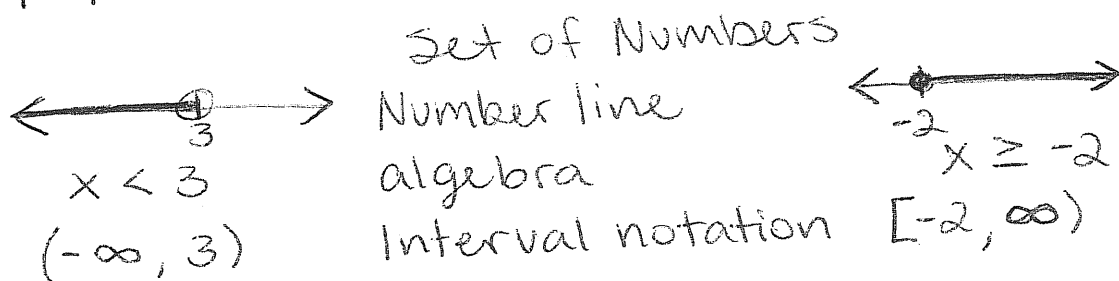 Set of Numbers
Number line
3
-2
x < 3
algebra
x ≥ -2
(-∞, 3)
Interval notation
[-2, ∞)